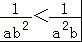 1/ab² < 1/a²b